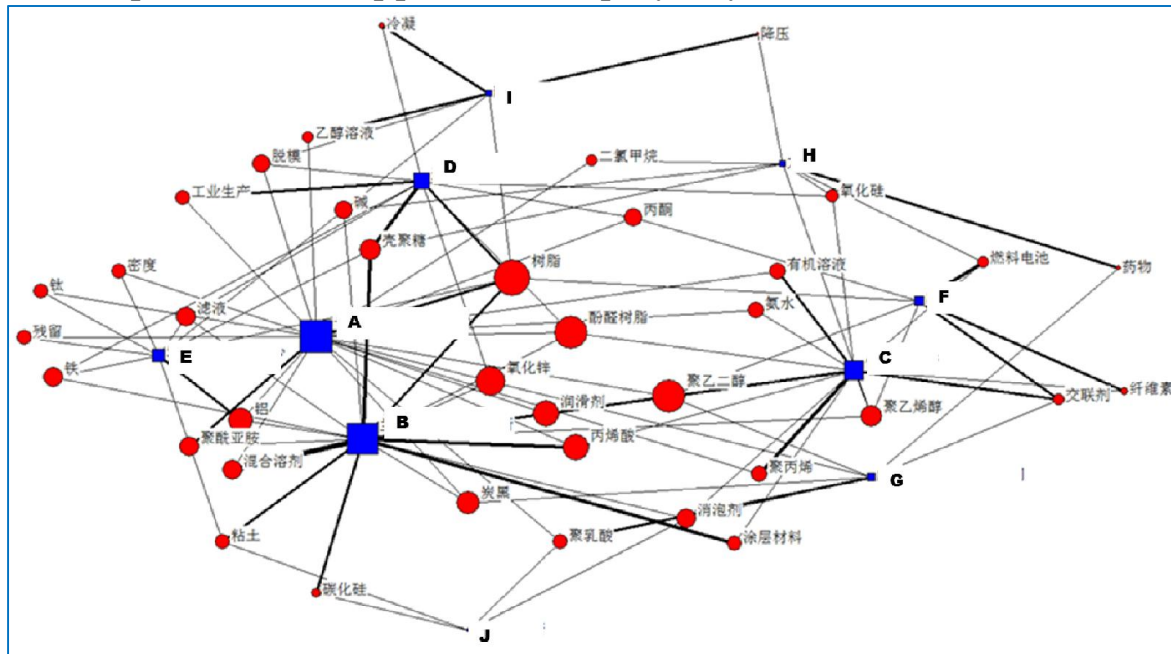 冷凝
降压
I
乙醇溶液
二氯甲烷
H
脱模
D
工业生产
碱
氧化硅
丙酮
壳聚糖
树脂
有机溶液
燃料电池
药物
密度
钛
滤液
A
氨水
F
残留
酚醛树脂
E
C
铁
氧化锌
聚乙二醇
纤维素
交联剂
铝
润滑剂
聚乙烯醇
B
聚酰亚胺
丙烯酸
混合溶剂
聚丙烯
G
炭黑
消泡剂
粘土
聚乳酸
涂层材料
碳化硅
J